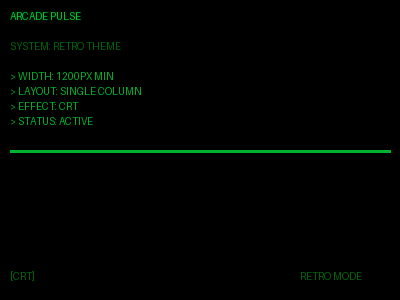 ARCADE PULSE
SYSTEM: RETRO THEME
> WIDTH: 1200PX MIN
> LAYOUT: SINGLE COLUMN
> EFFECT: CRT
> STATUS: ACTIVE
[CRT]
RETRO MODE